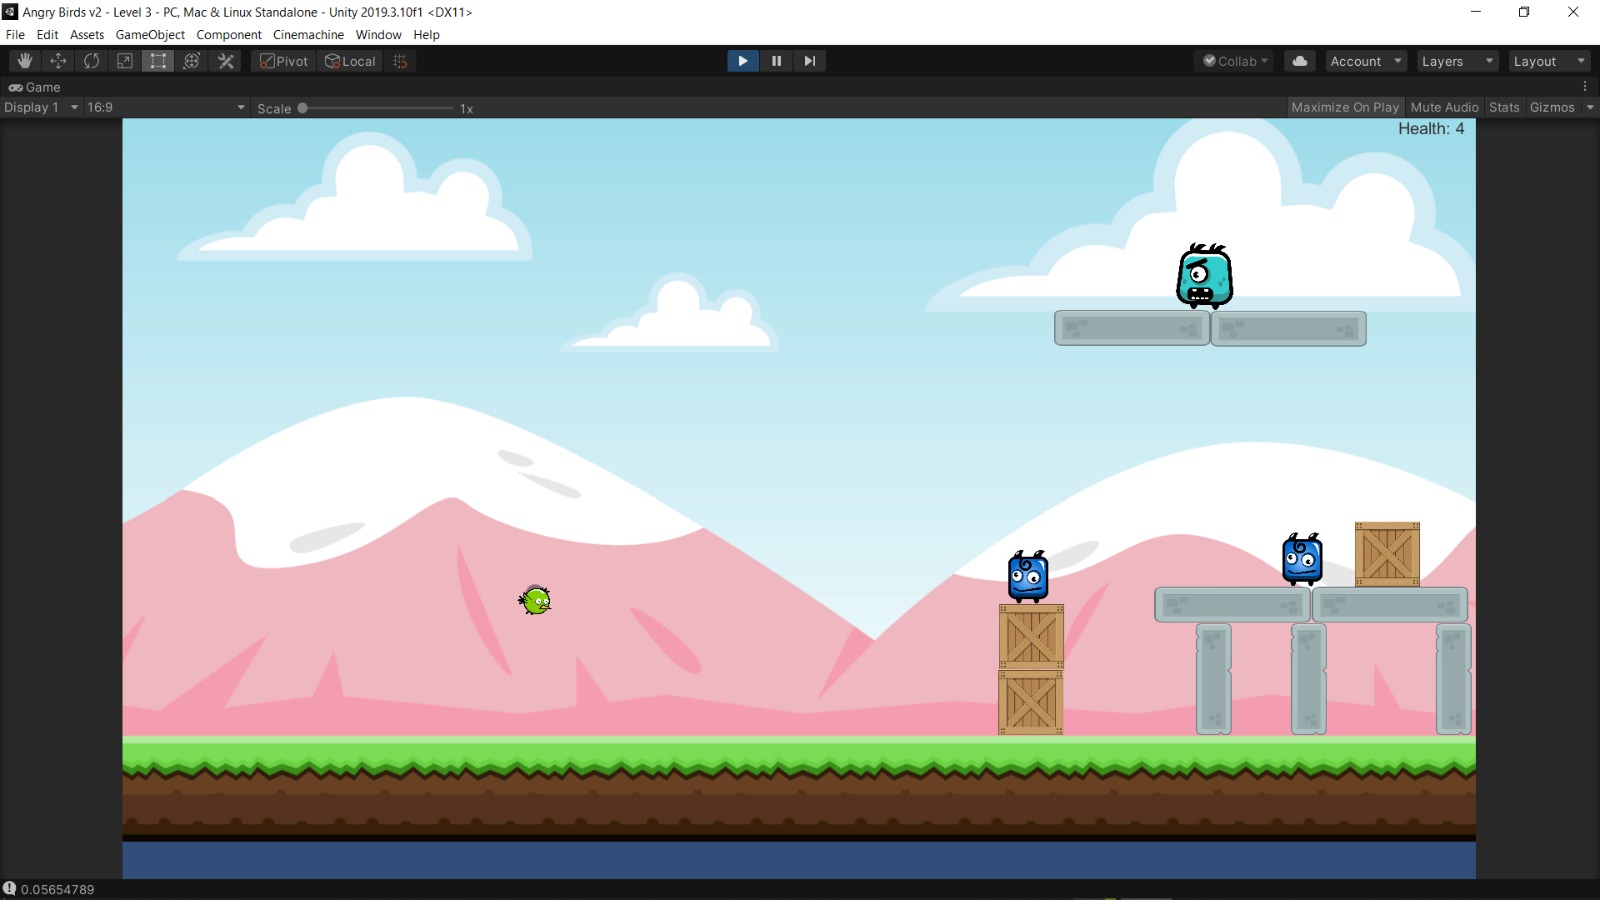 Angry Birds v2 - Level 3 - PC, Mac & Linux Standalone - Unity 2019.3.10f1 <DX11>
File Edit Assets GameObject Component Cinemachine Window Help
Pivot Local Collab Account Layers Layout
Game
Display 1 16:9 Scale 1x Maximize On Play Mute Audio Stats Gizmos
Health: 4
0.05654789